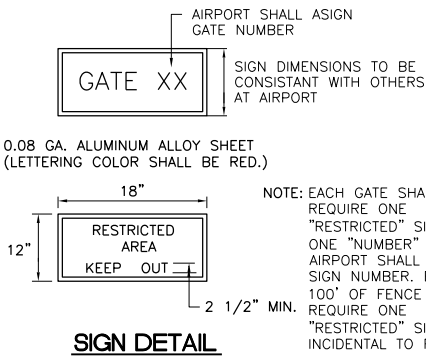 AIRPORT SHALL ASIGN
GATE NUMBER
GATE XX
SIGN DIMENSIONS TO BE
CONSISTANT WITH OTHERS
AT AIRPORT
0.08 GA. ALUMINUM ALLOY SHEET
(LETTERING COLOR SHALL BE RED.)
18"
12"
RESTRICTED
AREA
KEEP OUT
2 1/2" MIN.
NOTE: EACH GATE SHA
REQUIRE ONE
"RESTRICTED" SI
ONE "NUMBER"
AIRPORT SHALL
SIGN NUMBER.
100' OF FENCE
REQUIRE ONE
"RESTRICTED" SI
INCIDENTAL TO
SIGN DETAIL